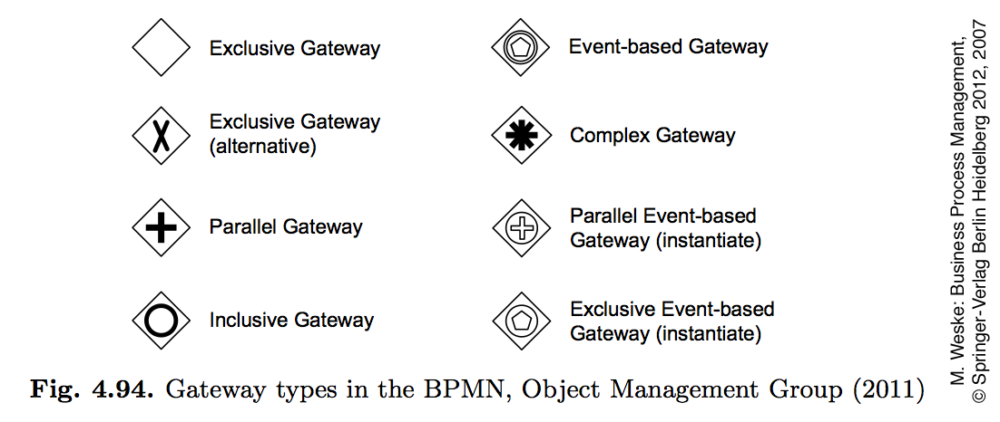 Exclusive Gateway
Exclusive Gateway
(alternative)
Parallel Gateway
Inclusive Gateway
Event-based Gateway
Complex Gateway
Parallel Event-based
Gateway (instantiate)
Exclusive Event-based
Gateway (instantiate)
Fig. 4.94. Gateway types in the BPMN, Object Management Group (2011)
M. Weske: Business Process Management,
© Springer-Verlag Berlin Heidelberg 2012, 2007